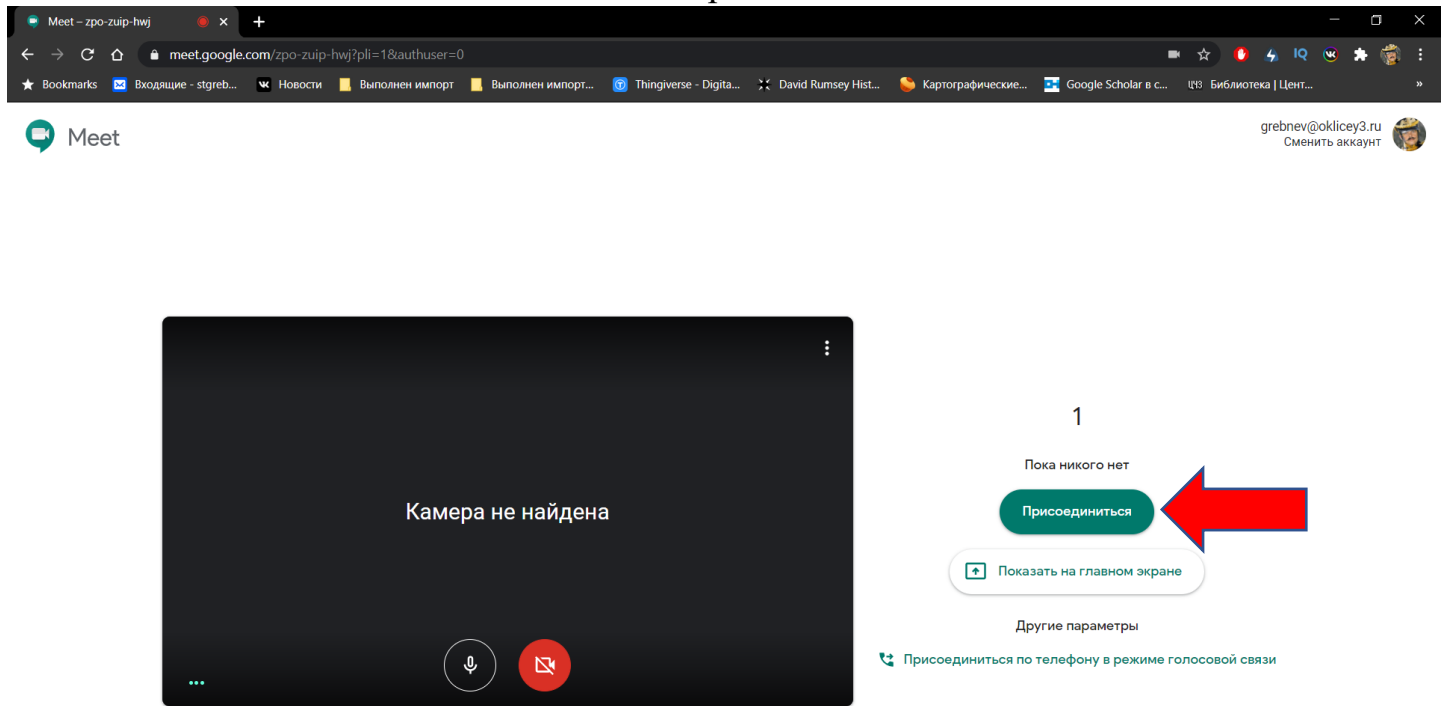 Meet – zpo-zuip-hwj
meet.google.com/zpo-zuip-hwj?pli=1&authuser=0
Bookmarks Входящие - stgreb... Новости Выполнен импорт Выполнен импорт... Thingiverse - Digita... David Rumsey Hist... Картографические... Google Scholar в с... Библиотека | Цент... »
Meet
grebnev@oklicey3.ru
Сменить аккаунт
1
Пока никого нет
Камера не найдена
Присоединиться
Показать на главном экране
Другие параметры
Присоединиться по телефону в режиме голосовой связи